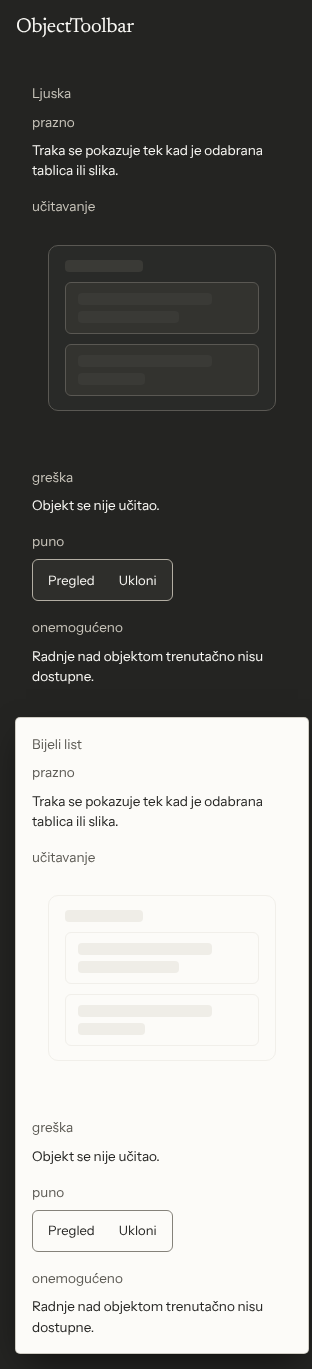 ObjectToolbar
Ljuska
prazno
Traka se pokazuje tek kad je odabrana
tablica ili slika.
učitavanje
greška
Objekt se nije učitao.
puno
Pregled Ukloni
onemogućeno
Radnje nad objektom trenutačno nisu
dostupne.
Bijeli list
prazno
Traka se pokazuje tek kad je odabrana
tablica ili slika.
učitavanje
greška
Objekt se nije učitao.
puno
Pregled Ukloni
onemogućeno
Radnje nad objektom trenutačno nisu
dostupne.